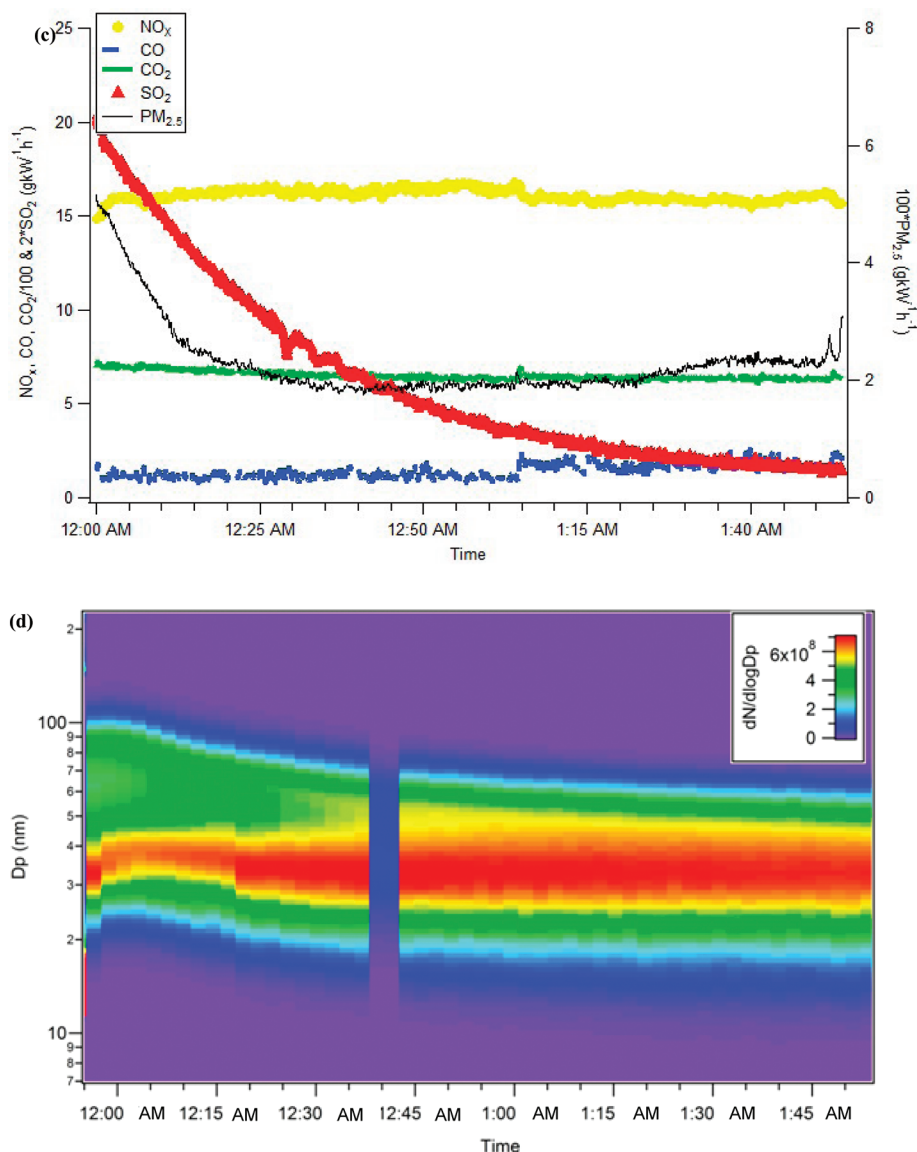 (c)
NOX
CO
CO2
SO2
PM2.5
25
20
15
10
5
0
NOx, CO, CO2/100 & 2*SO2 (gkW-1h-1)
8
6
4
2
0
100*PM2.5 (gkW-1h-1)
12:00 AM 12:25 AM 12:50 AM 1:15 AM 1:40 AM
Time
(d)
2
100
9
8
7
6
5
4
3
2
10
9
8
7
Dp (nm)
dN/dlogDp
6x10^8
4
2
0
12:00 AM 12:15 AM 12:30 AM 12:45 AM 1:00 AM 1:15 AM 1:30 AM 1:45 AM
Time